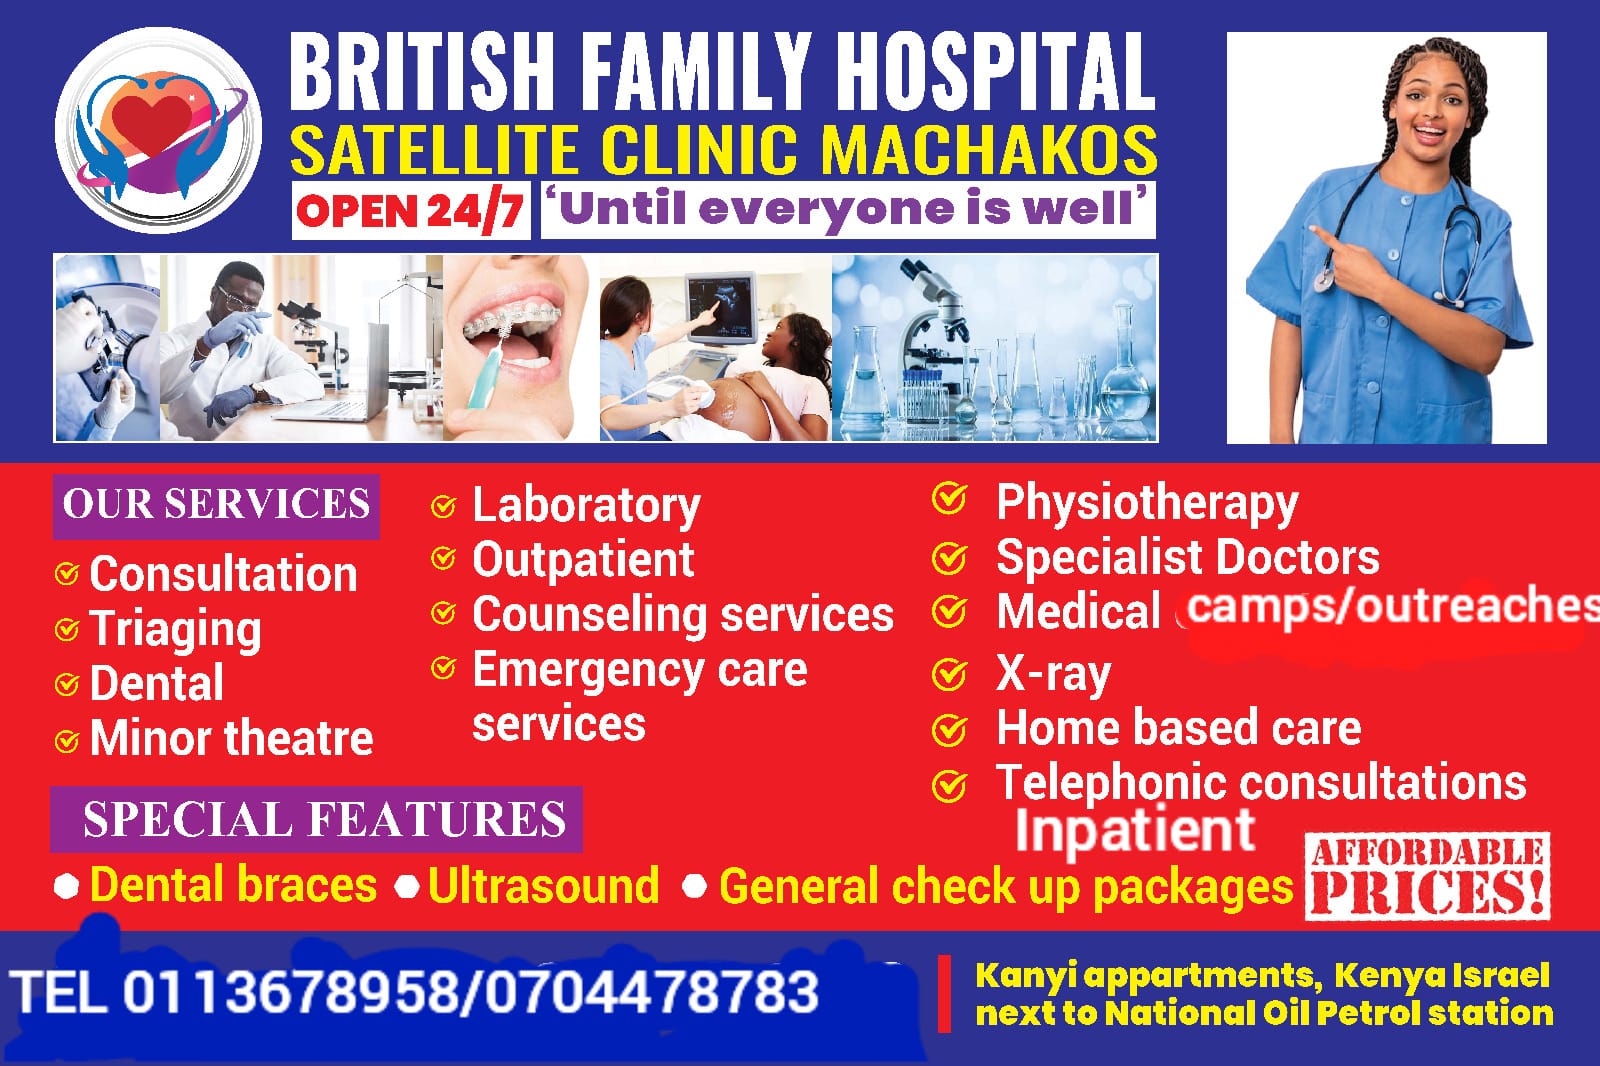 BRITISH FAMILY HOSPITAL
SATELLITE CLINIC MACHAKOS
OPEN 24/7
‘Until everyone is well’
OUR SERVICES
Consultation
Triaging
Dental
Minor theatre
Laboratory
Outpatient
Counseling services
Emergency care
services
Physiotherapy
Specialist Doctors
Medical camps/outreaches
X-ray
Home based care
Telephonic consultations
Inpatient
SPECIAL FEATURES
Dental braces
Ultrasound
General check up packages
AFFORDABLE
PRICES!
TEL 0113678958/0704478783
Kanyi appartments, Kenya Israel
next to National Oil Petrol station